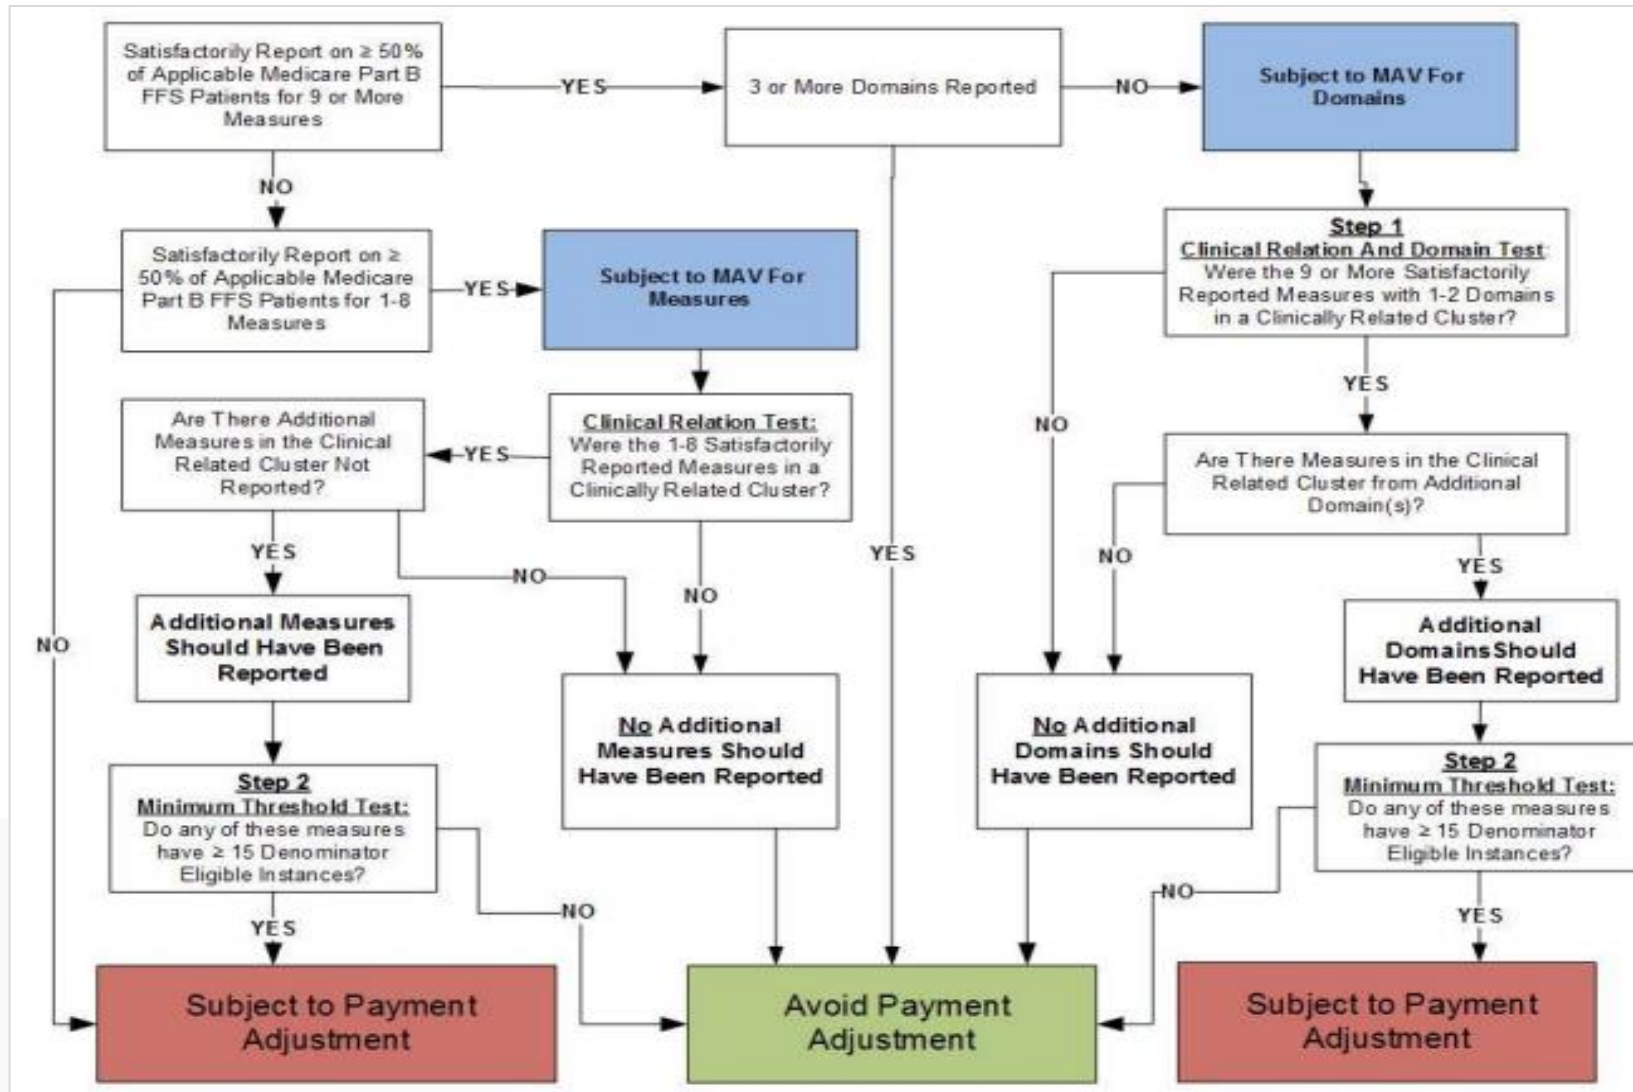 Satisfactorily Report on ≥ 50%
of Applicable Medicare Part B
FFS Patients for 9 or More
Measures
YES
3 or More Domains Reported
NO
Subject to MAV For
Domains
NO
Satisfactorily Report on ≥
50% of Applicable Medicare
Part B FFS Patients for 1-8
Measures
YES
Subject to MAV For
Measures
Step 1
Clinical Relation And Domain Test:
Were the 9 or More Satisfactorily
Reported Measures with 1-2 Domains
in a Clinically Related Cluster?
YES
NO
Are There Additional
Measures in the Clinical
Related Cluster Not
Reported?
YES
Clinical Relation Test:
Were the 1-8 Satisfactorily
Reported Measures in a
Clinically Related Cluster?
Are There Measures in the Clinical
Related Cluster from Additional
Domain(s)?
YES
NO
NO
YES
NO
YES
NO
Additional Measures
Should Have Been
Reported
Additional
DomainsShould
Have Been Reported
No Additional
Measures Should
Have Been Reported
No Additional
Domains Should
Have Been Reported
Step 2
Minimum Threshold Test:
Do any of these measures
have ≥ 15 Denominator
Eligible Instances?
Step 2
Minimum Threshold Test:
Do any of these measures
have ≥ 15 Denominator
Eligible Instances?
YES
NO
NO
YES
Subject to Payment
Adjustment
Avoid Payment
Adjustment
Subject to Payment
Adjustment